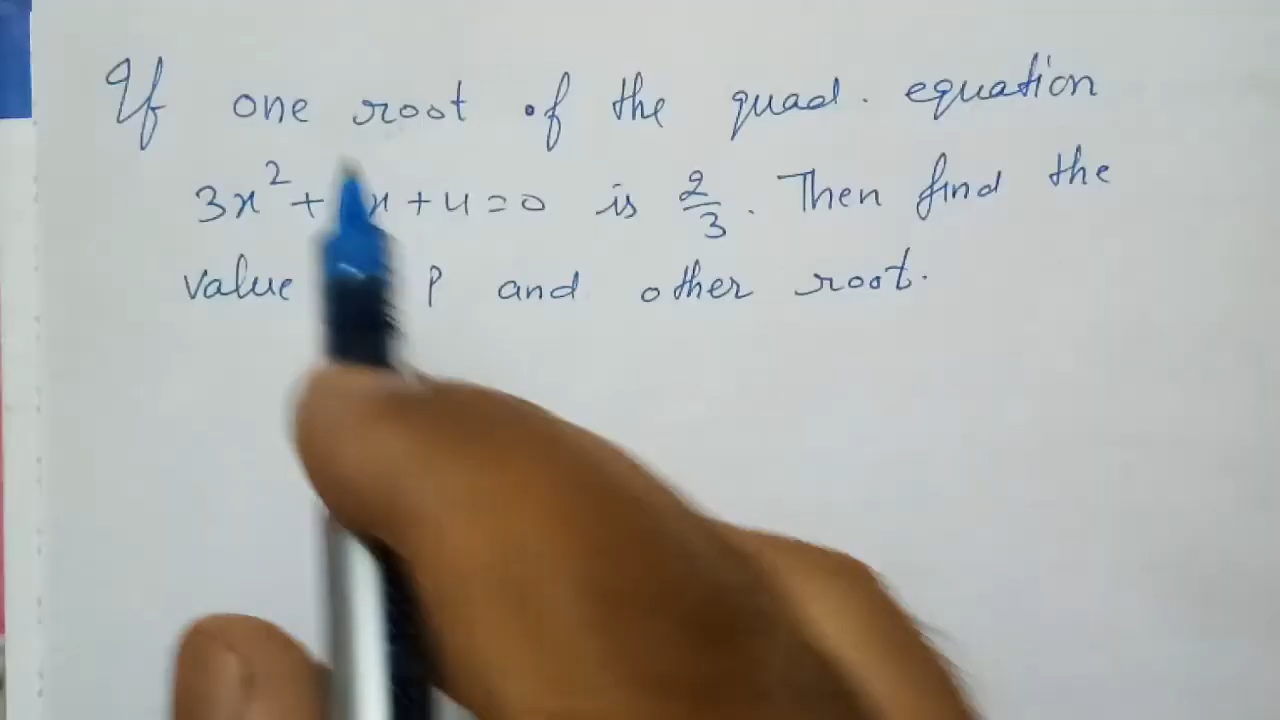 If one root of the quad. equation
3x² + x + 4 = 0 is 2/3. Then find the
value P and other root.